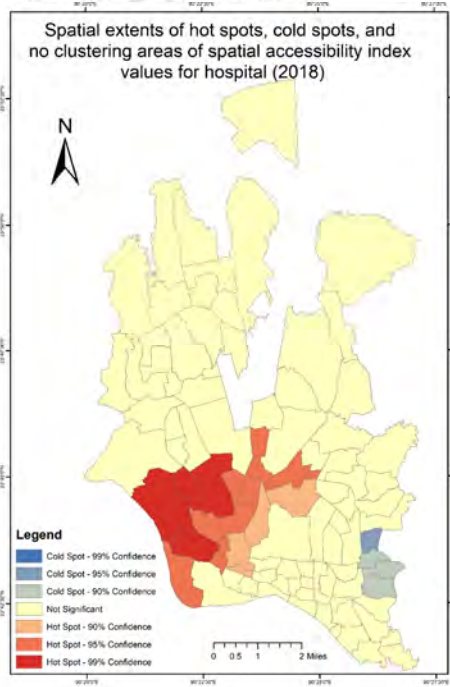 Spatial extents of hot spots, cold spots, and
no clustering areas of spatial accessibility index
values for hospital (2018)
N
Legend
Cold Spot - 99% Confidence
Cold Spot - 95% Confidence
Cold Spot - 90% Confidence
Not Significant
Hot Spot - 90% Confidence
Hot Spot - 95% Confidence
Hot Spot - 99% Confidence
0 0.5 1 2 Miles